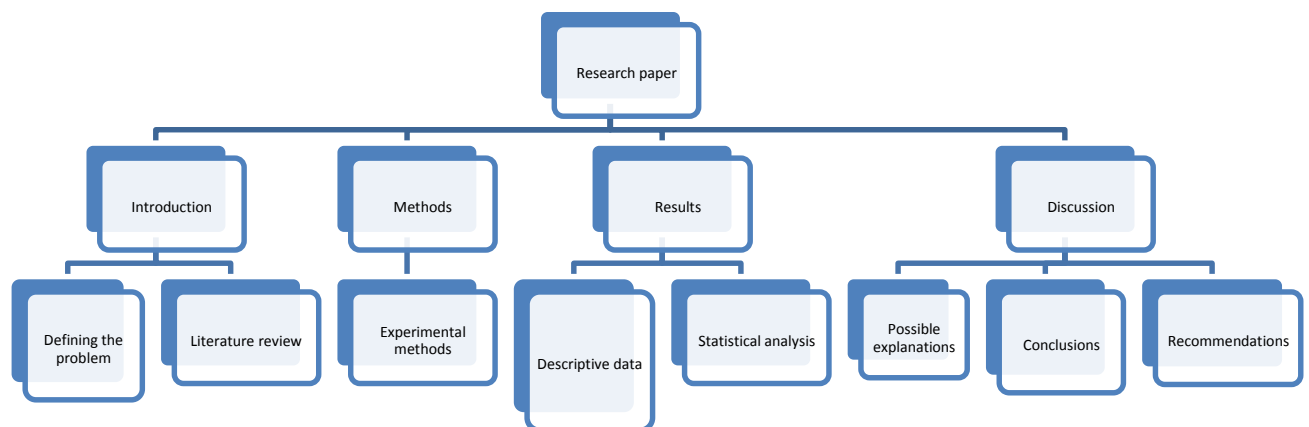 Research paper
Introduction
Methods
Results
Discussion
Defining the
problem
Literature review
Experimental
methods
Descriptive data
Statistical analysis
Possible
explanations
Conclusions
Recommendations